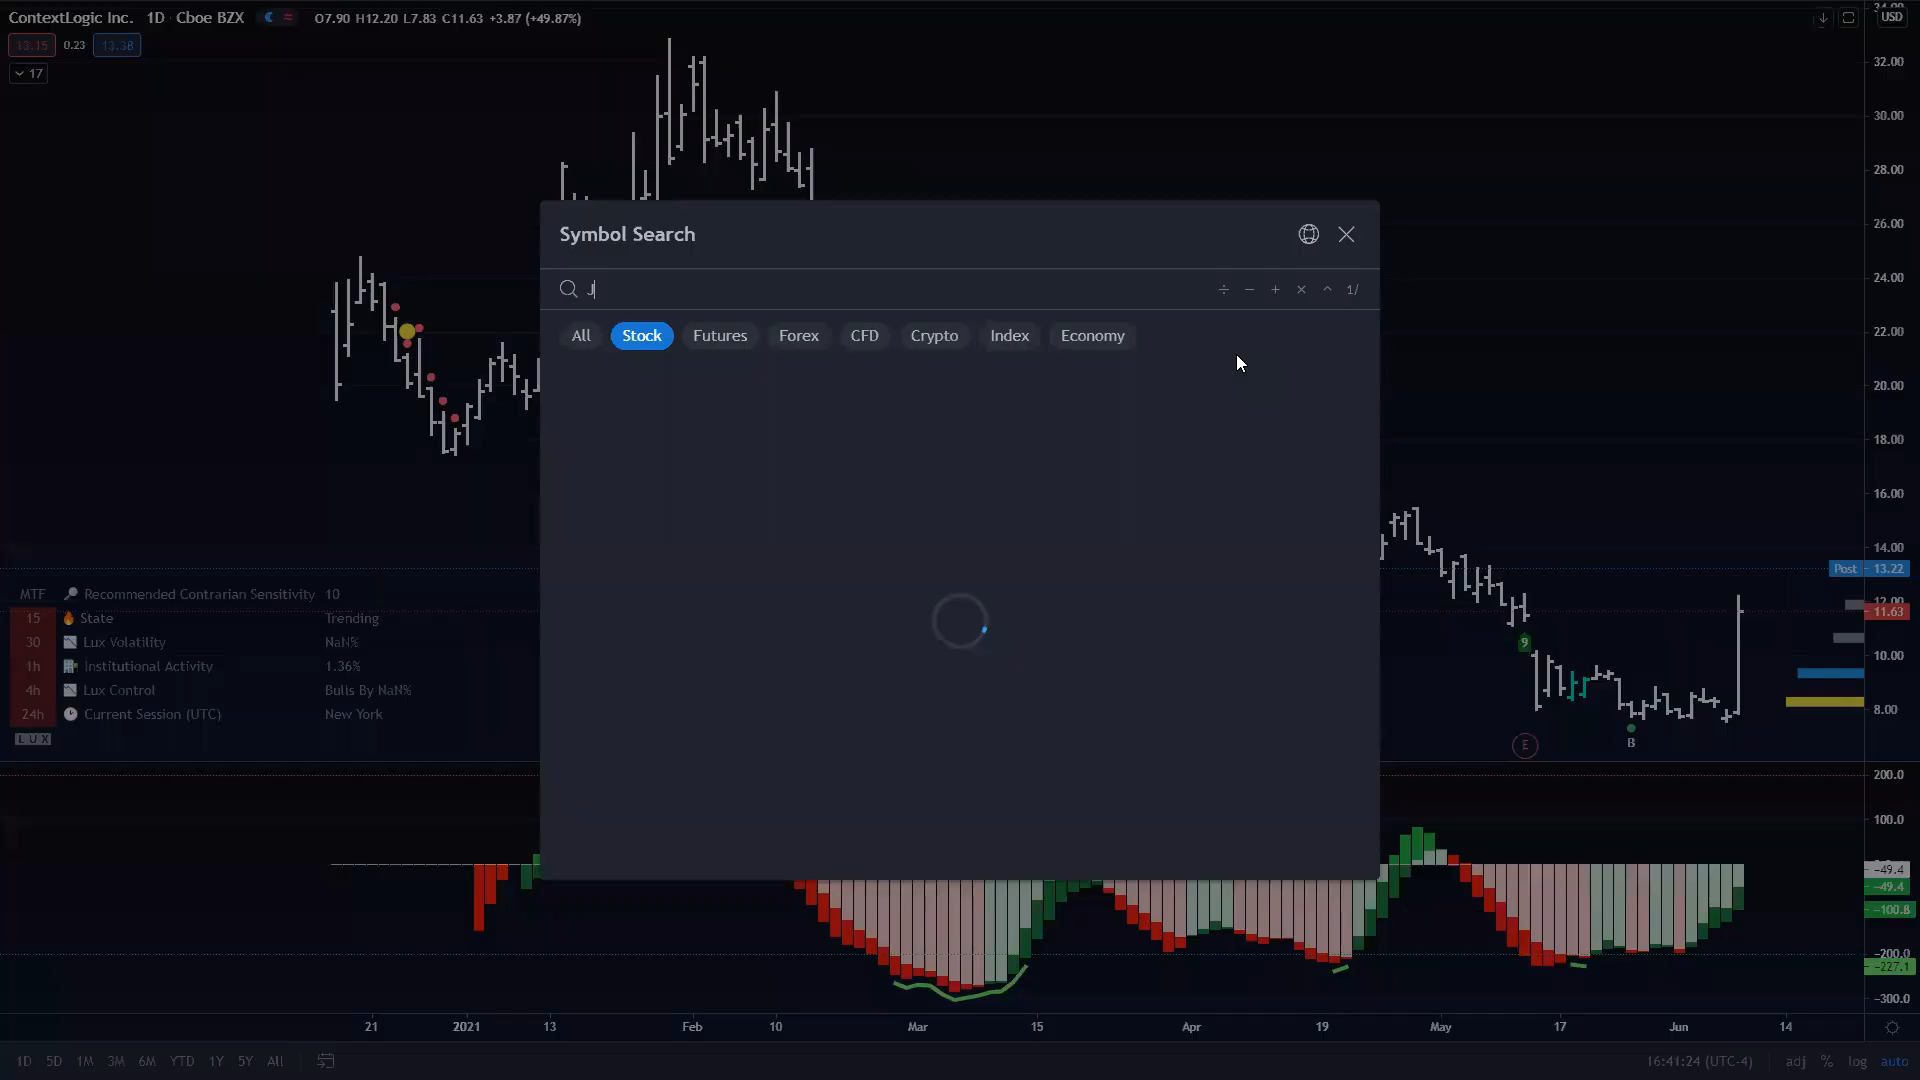 ContextLogic Inc. 1D Cboe BZX O7.90 H12.20 L7.83 C11.63 +3.87 (+49.87%)
13.15 0.23 13.38
17
USD
32.00
30.00
28.00
26.00
24.00
22.00
20.00
18.00
16.00
14.00
Post 13.22
12.00
11.63
10.00
8.00
Symbol Search
J
÷ − + × ^ 1/
All Stock Futures Forex CFD Crypto Index Economy
MTF Recommended Contrarian Sensitivity 10
15 State Trending
30 Lux Volatility NaN%
1h Institutional Activity 1.36%
4h Lux Control Bulls By NaN%
24h Current Session (UTC) New York
LUX
9
E
B
200.0
100.0
-49.4
-49.4
-100.8
-200.0
-227.1
-300.0
21 2021 13 Feb 10 Mar 15 Apr 19 May 17 Jun 14
1D 5D 1M 3M 6M YTD 1Y 5Y All 16:41:24 (UTC-4) adj % log auto